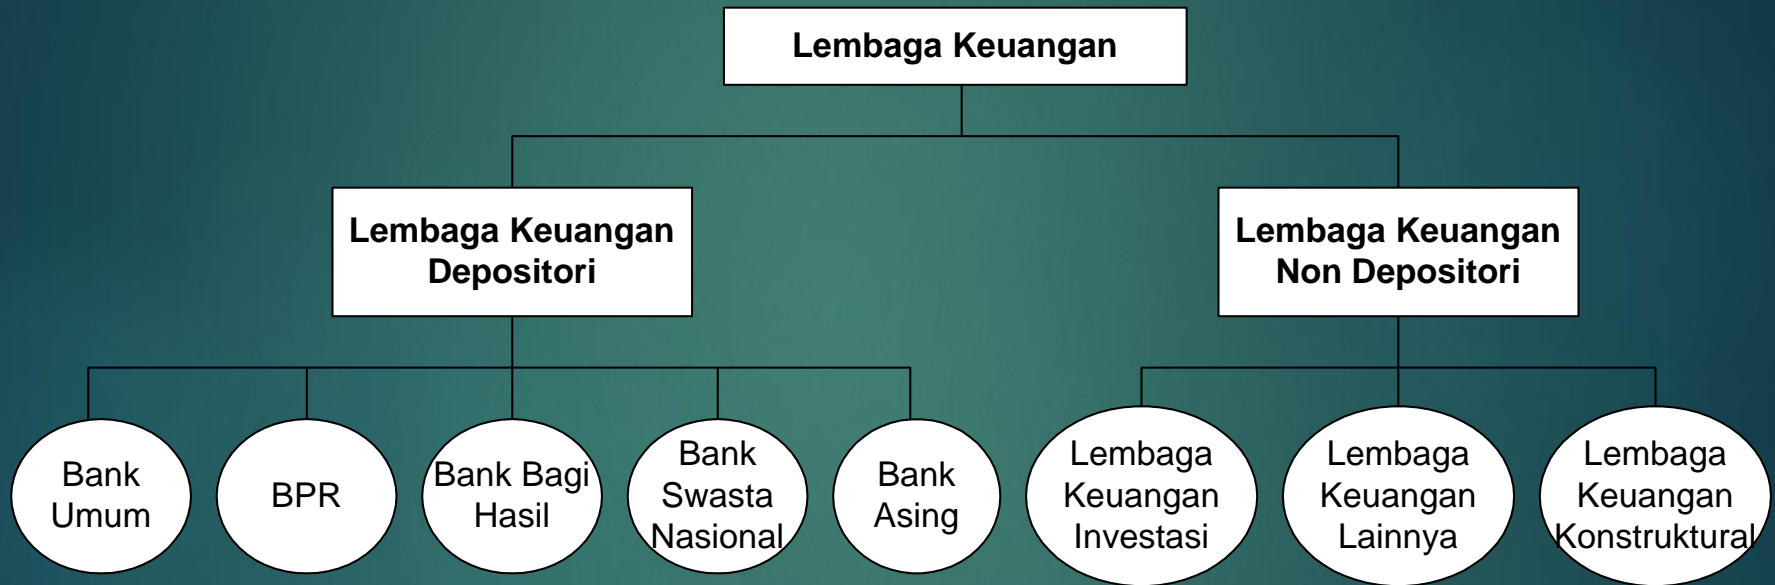 Lembaga Keuangan
Lembaga Keuangan
Depositori
Lembaga Keuangan
Non Depositori
Bank
Umum
BPR
Bank Bagi
Hasil
Bank
Swasta
Nasional
Bank
Asing
Lembaga
Keuangan
Investasi
Lembaga
Keuangan
Lainnya
Lembaga
Keuangan
Konstruktural